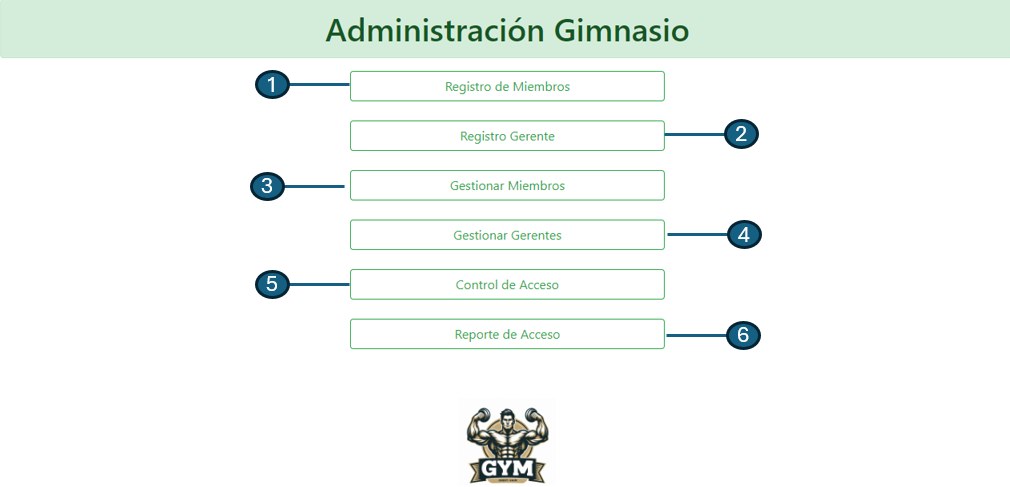 Administración Gimnasio
1
Registro de Miembros
Registro Gerente
2
3
Gestionar Miembros
Gestionar Gerentes
4
5
Control de Acceso
Reporte de Acceso
6
GYM